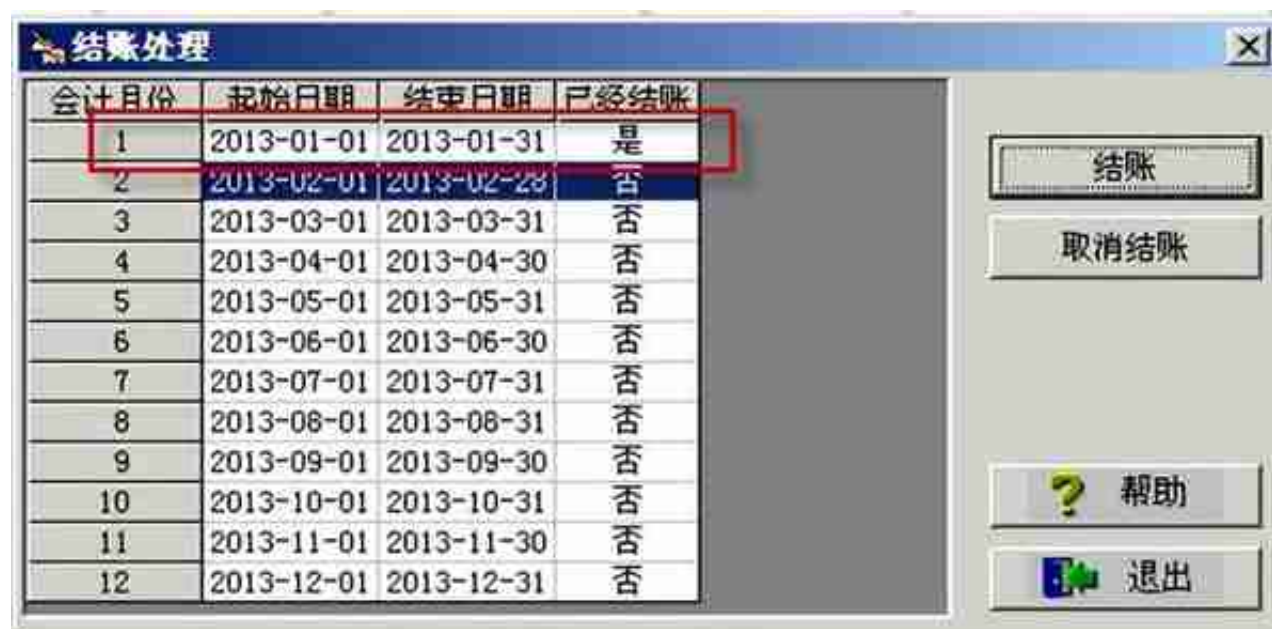 结账处理
会计月份 起始日期 结束日期 已经结账
1 2013-01-01 2013-01-31 是
2 2013-02-01 2013-02-28 否
3 2013-03-01 2013-03-31 否
4 2013-04-01 2013-04-30 否
5 2013-05-01 2013-05-31 否
6 2013-06-01 2013-06-30 否
7 2013-07-01 2013-07-31 否
8 2013-08-01 2013-08-31 否
9 2013-09-01 2013-09-30 否
10 2013-10-01 2013-10-31 否
11 2013-11-01 2013-11-30 否
12 2013-12-01 2013-12-31 否
结账
取消结账
? 帮助
退出